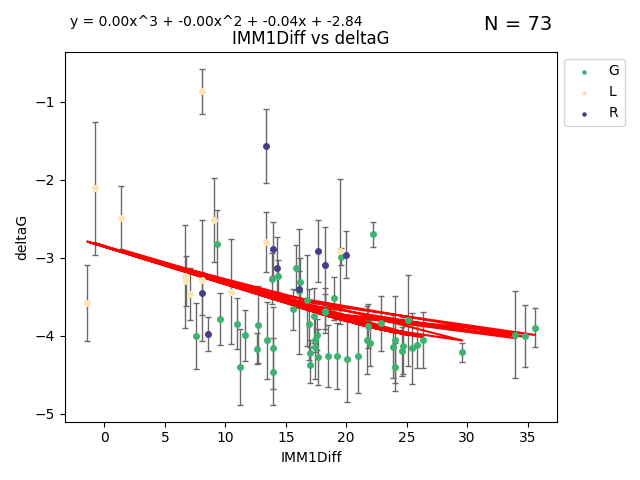 y = 0.00x^3 + -0.00x^2 + -0.04x + -2.84
N = 73
IMM1Diff vs deltaG
G
L
R
−1
−2
−3
−4
−5
deltaG
0 5 10 15 20 25 30 35
IMM1Diff